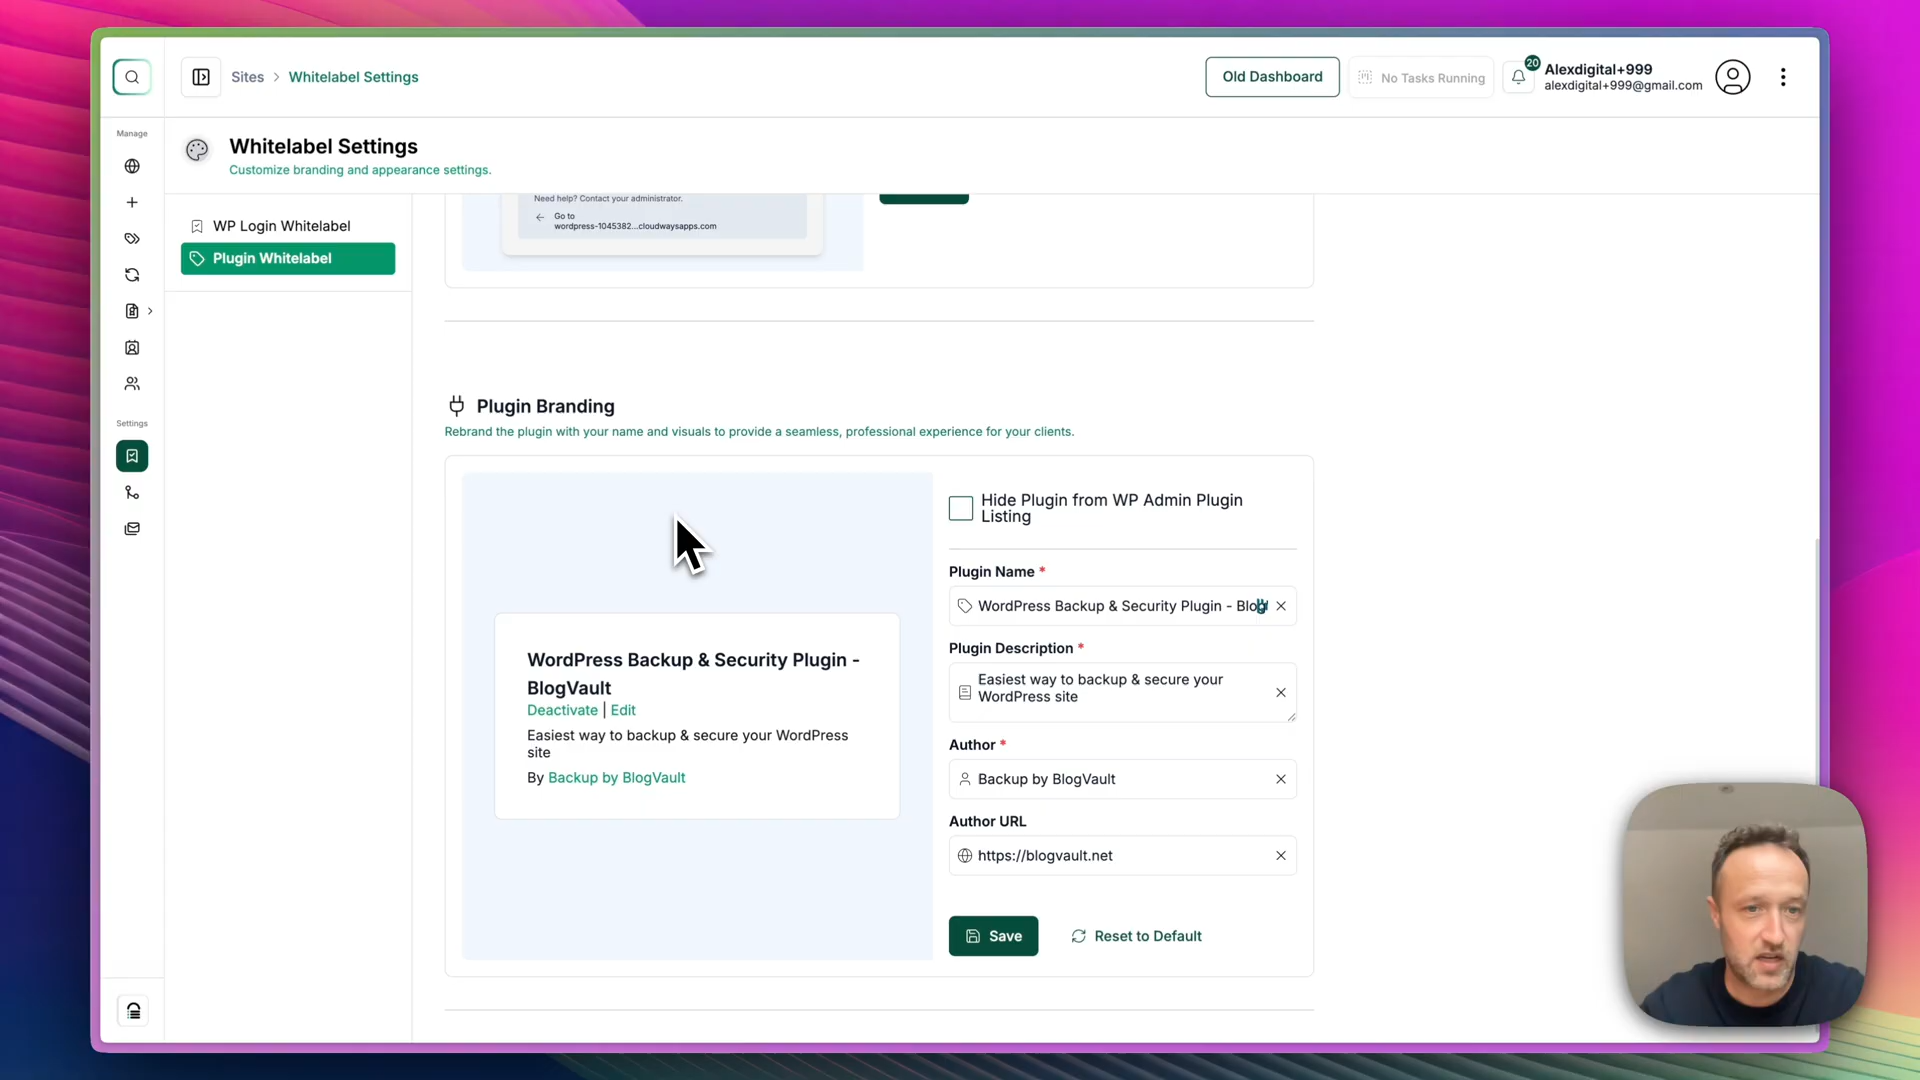 Sites > Whitelabel Settings
Old Dashboard
No Tasks Running
20
Alexdigital+999
alexdigital+999@gmail.com
Manage
Whitelabel Settings
Customize branding and appearance settings.
WP Login Whitelabel
Plugin Whitelabel
Settings
Need help? Contact your administrator.
Go to
wordpress-1045382...cloudwaysapps.com
Plugin Branding
Rebrand the plugin with your name and visuals to provide a seamless, professional experience for your clients.
WordPress Backup & Security Plugin -
BlogVault
Deactivate | Edit
Easiest way to backup & secure your WordPress
site
By Backup by BlogVault
Hide Plugin from WP Admin Plugin
Listing
Plugin Name *
WordPress Backup & Security Plugin -
Plugin Description *
Easiest way to backup & secure your
WordPress site
Author *
Backup by BlogVault
Author URL
https://blogvault.net
Save
Reset to Default